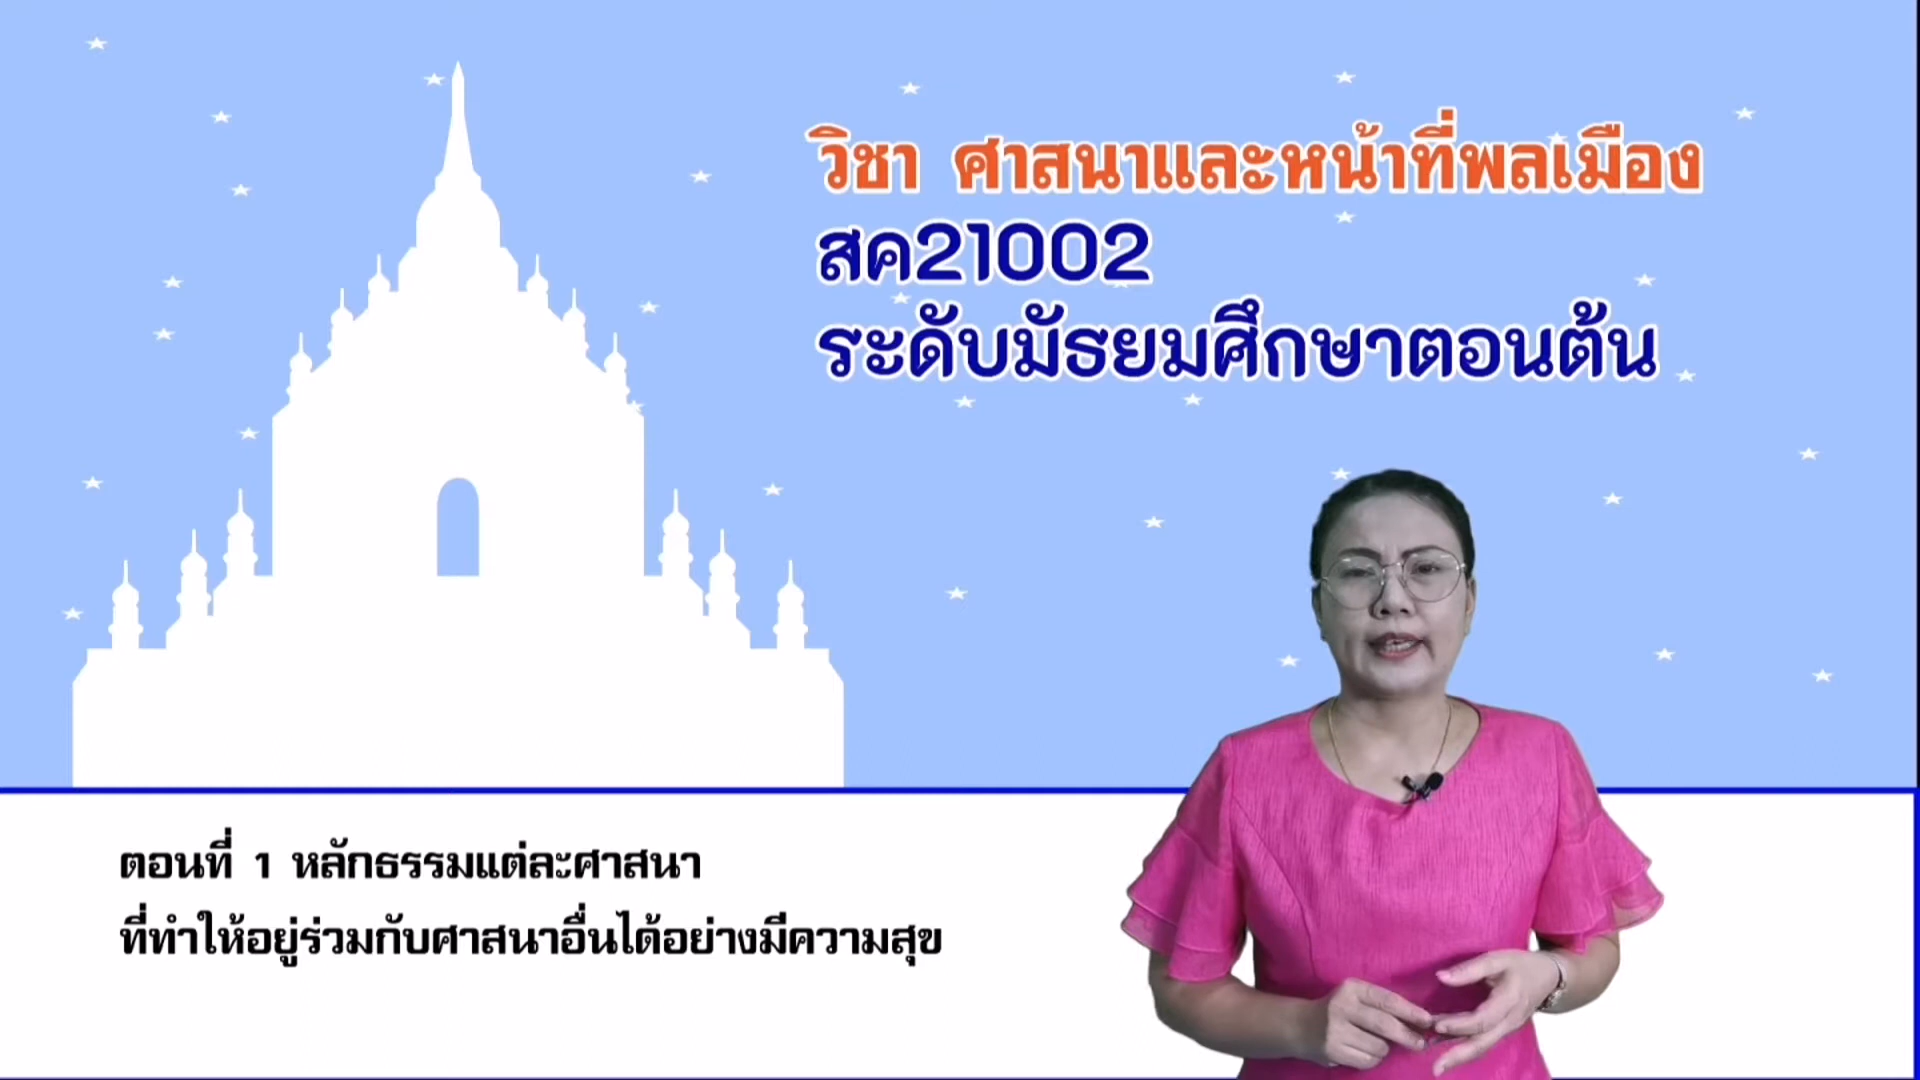 วิชา ศาสนาและหน้าที่พลเมือง
สค21002
ระดับมัธยมศึกษาตอนต้น
ตอนที่ 1 หลักธรรมแต่ละศาสนา
ที่ทำให้อยู่ร่วมกับศาสนาอื่นได้อย่างมีความสุข